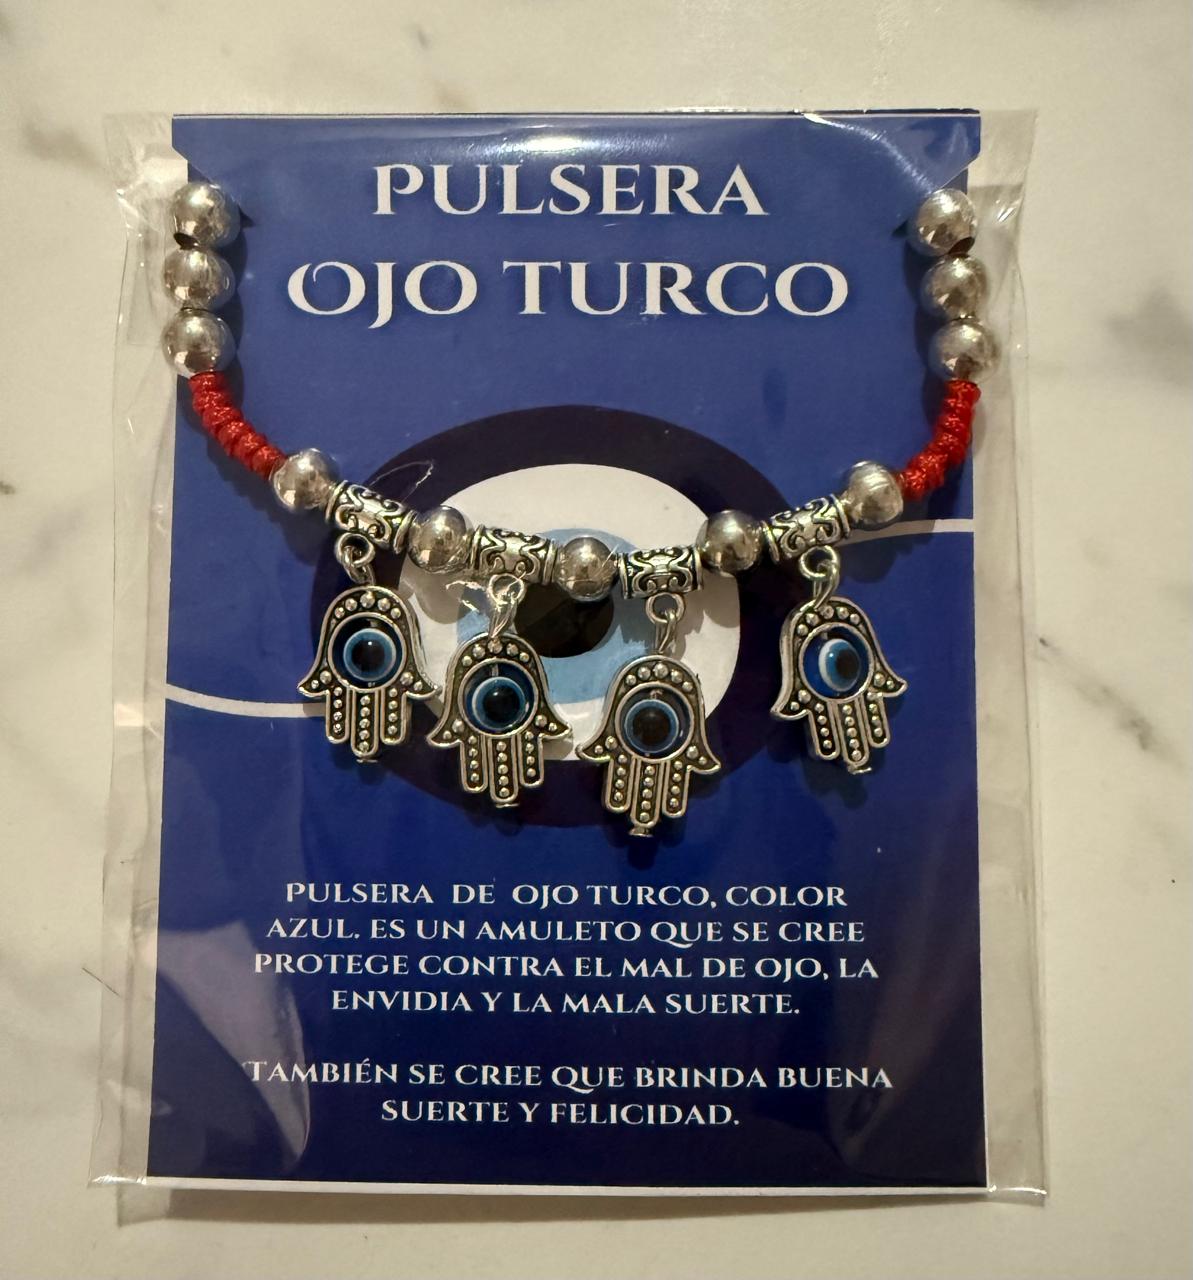 PULSERA
OJO TURCO
PULSERA DE OJO TURCO, COLOR
AZUL. ES UN AMULETO QUE SE CREE
PROTEGE CONTRA EL MAL DE OJO, LA
ENVIDIA Y LA MALA SUERTE.
TAMBIÉN SE CREE QUE BRINDA BUENA
SUERTE Y FELICIDAD.